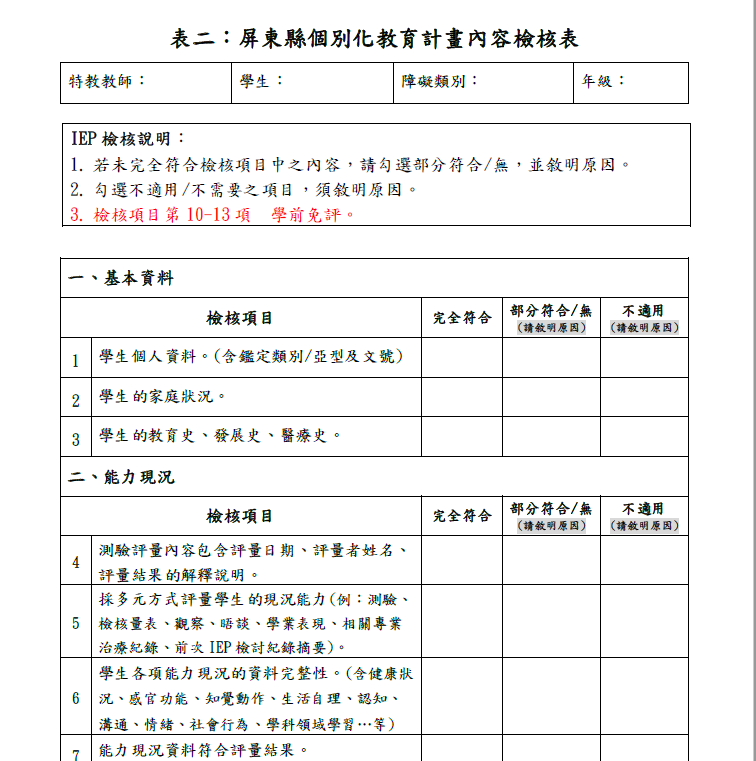 表二：屏東縣個別化教育計畫內容檢核表
特教教師： 學生： 障礙類別： 年級：
IEP 檢核說明：
1. 若未完全符合檢核項目中之內容，請勾選部分符合/無，並敘明原因。
2. 勾選不適用/不需要之項目，須敘明原因。
3. 檢核項目第 10-13 項 學前免評。
一、基本資料
檢核項目 完全符合 部分符合/無 不適用
(請敘明原因) (請敘明原因)
1 學生個人資料。(含鑑定類別/亞型及文號)
2 學生的家庭狀況。
3 學生的教育史、發展史、醫療史。
二、能力現況
檢核項目 完全符合 部分符合/無 不適用
(請敘明原因) (請敘明原因)
4 測驗評量內容包含評量日期、評量者姓名、
評量結果的解釋說明。
5 採多元方式評量學生的現況能力(例：測驗、
檢核量表、觀察、晤談、學業表現、相關專業
治療紀錄、前次 IEP 檢討紀錄摘要)。
6 學生各項能力現況的資料完整性。(含健康狀
況、感官功能、知覺動作、生活自理、認知、
溝通、情緒、社會行為、學科領域學習…等)
7 能力現況資料符合評量結果。